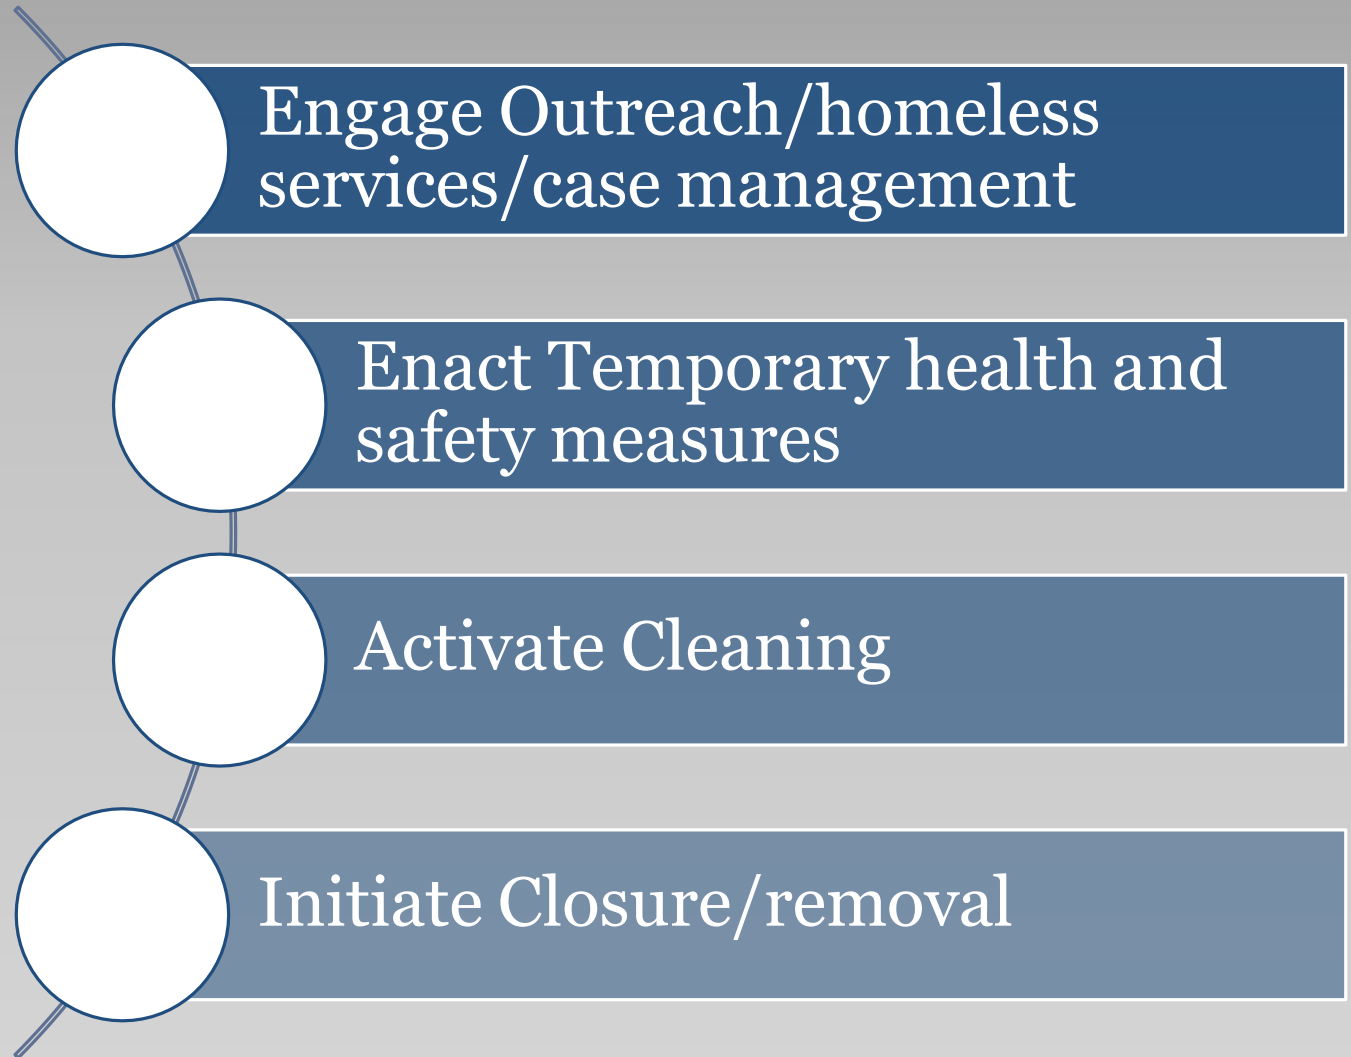 Engage Outreach/homeless
services/case management
Enact Temporary health and
safety measures
Activate Cleaning
Initiate Closure/removal